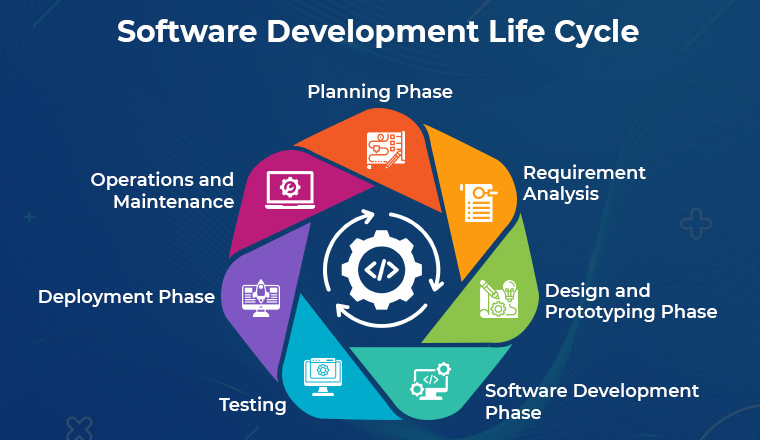 Software Development Life Cycle
Planning Phase
Requirement
Analysis
Design and
Prototyping Phase
Software Development
Phase
Testing
Deployment Phase
Operations and
Maintenance
</>